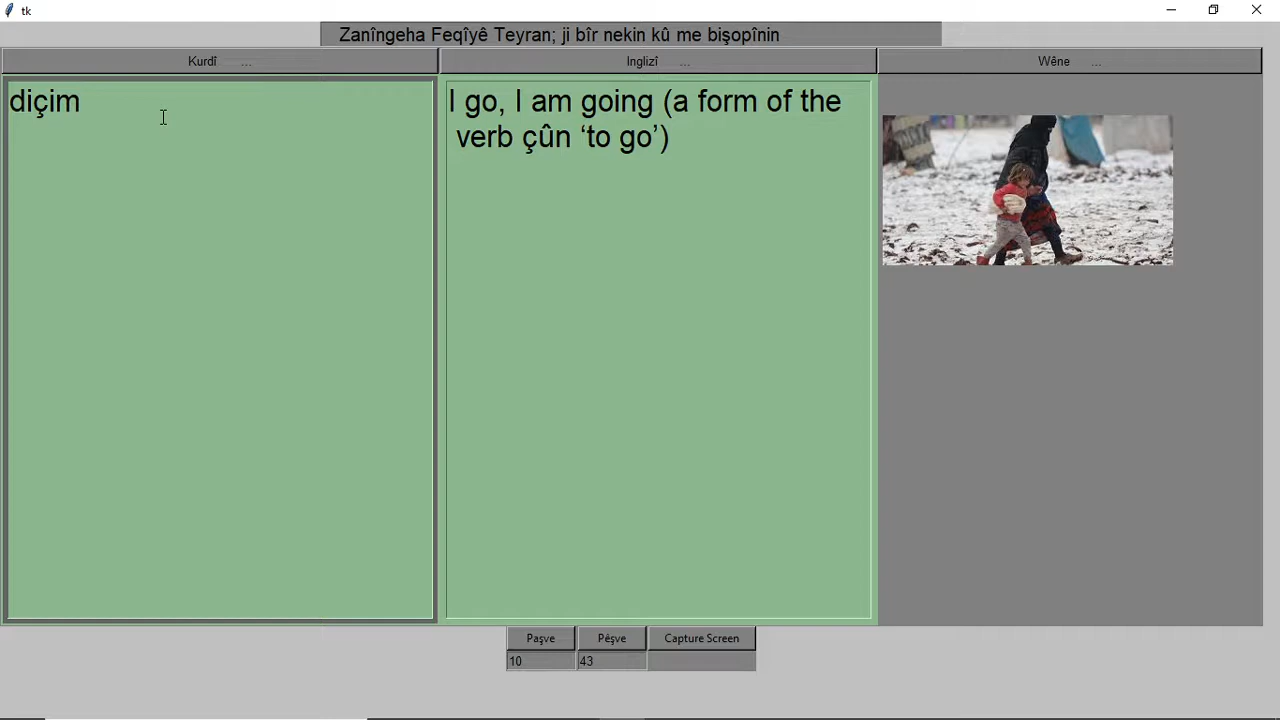 tk
Zanîngeha Feqîyê Teyran; ji bîr nekin kû me bişopînin
Kurdî ...
Inglizî ...
Wêne ...
diçim
I go, I am going (a form of the
verb çûn ‘to go’)
Paşve
Pêşve
Capture Screen
10
43